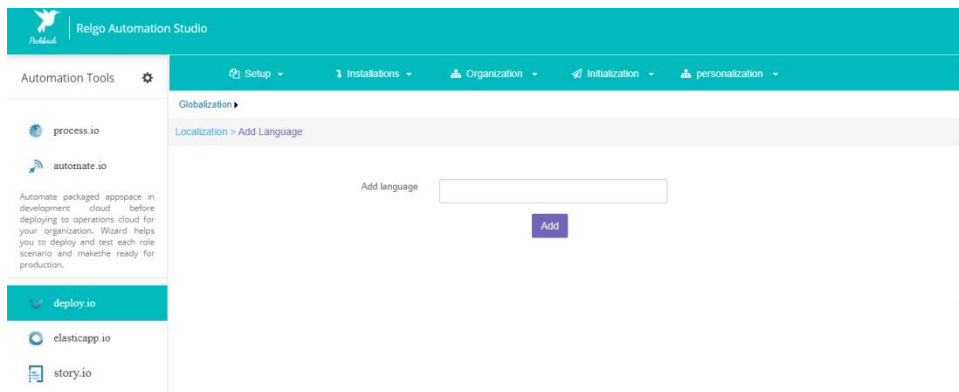 Relgo Automation Studio
Automation Tools
Setup
Installations
Organization
Initialization
personalization
Globalization
Localization > Add Language
process.io
automate.io
Automate packaged appspace in
development cloud before
deploying to operations cloud for
your organization. Wizard helps
you to deploy and test each role
scenario and makethe ready for
production.
Add language
Add
deploy.io
elasticapp.io
story.io